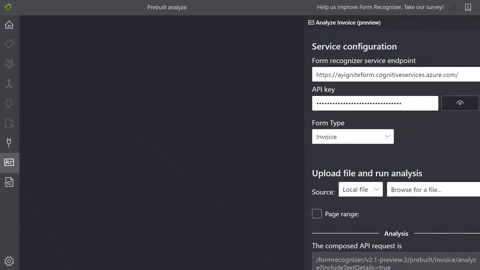 Prebuilt analyze
Help us improve Form Recognizer. Take our survey!
Analyze Invoice (preview)
Service configuration
Form recognizer service endpoint
https://ayigniteform.cognitiveservices.azure.com/
API key
••••••••••••••••••••••••••••••••
Form Type
Invoice
Upload file and run analysis
Source: Local file Browse for a file...
Page range:
Analysis
The composed API request is
/formrecognizer/v2.1-preview.3/prebuilt/invoice/analyz
e?includeTextDetails=true